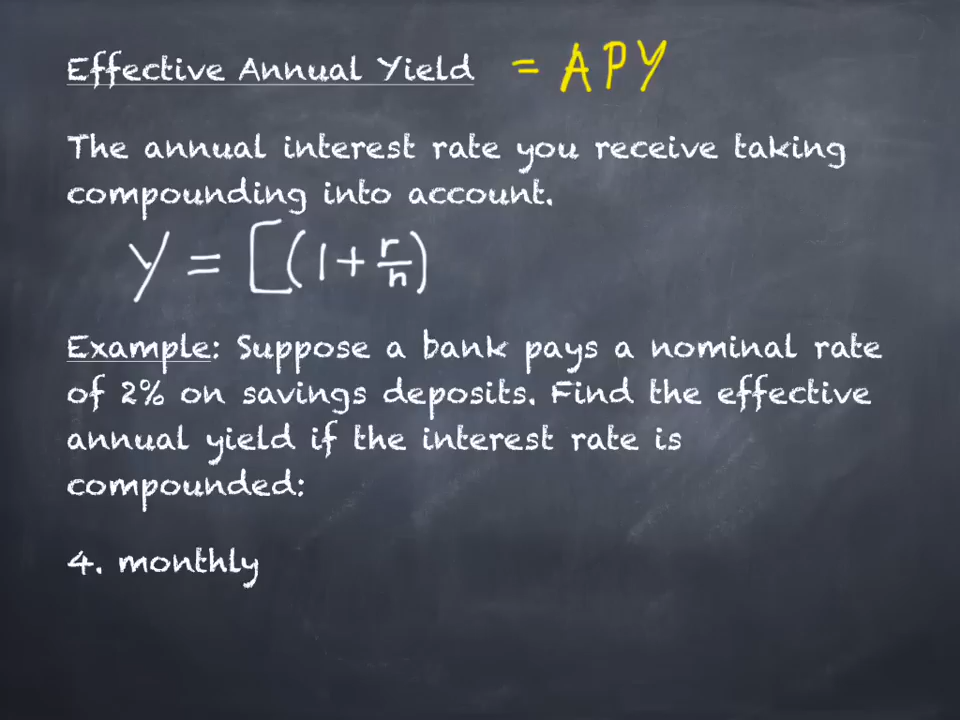 Effective Annual Yield = APY
The annual interest rate you receive taking
compounding into account.
Y = [(1 + r/n)
Example: Suppose a bank pays a nominal rate
of 2% on savings deposits. Find the effective
annual yield if the interest rate is
compounded:
4. monthly